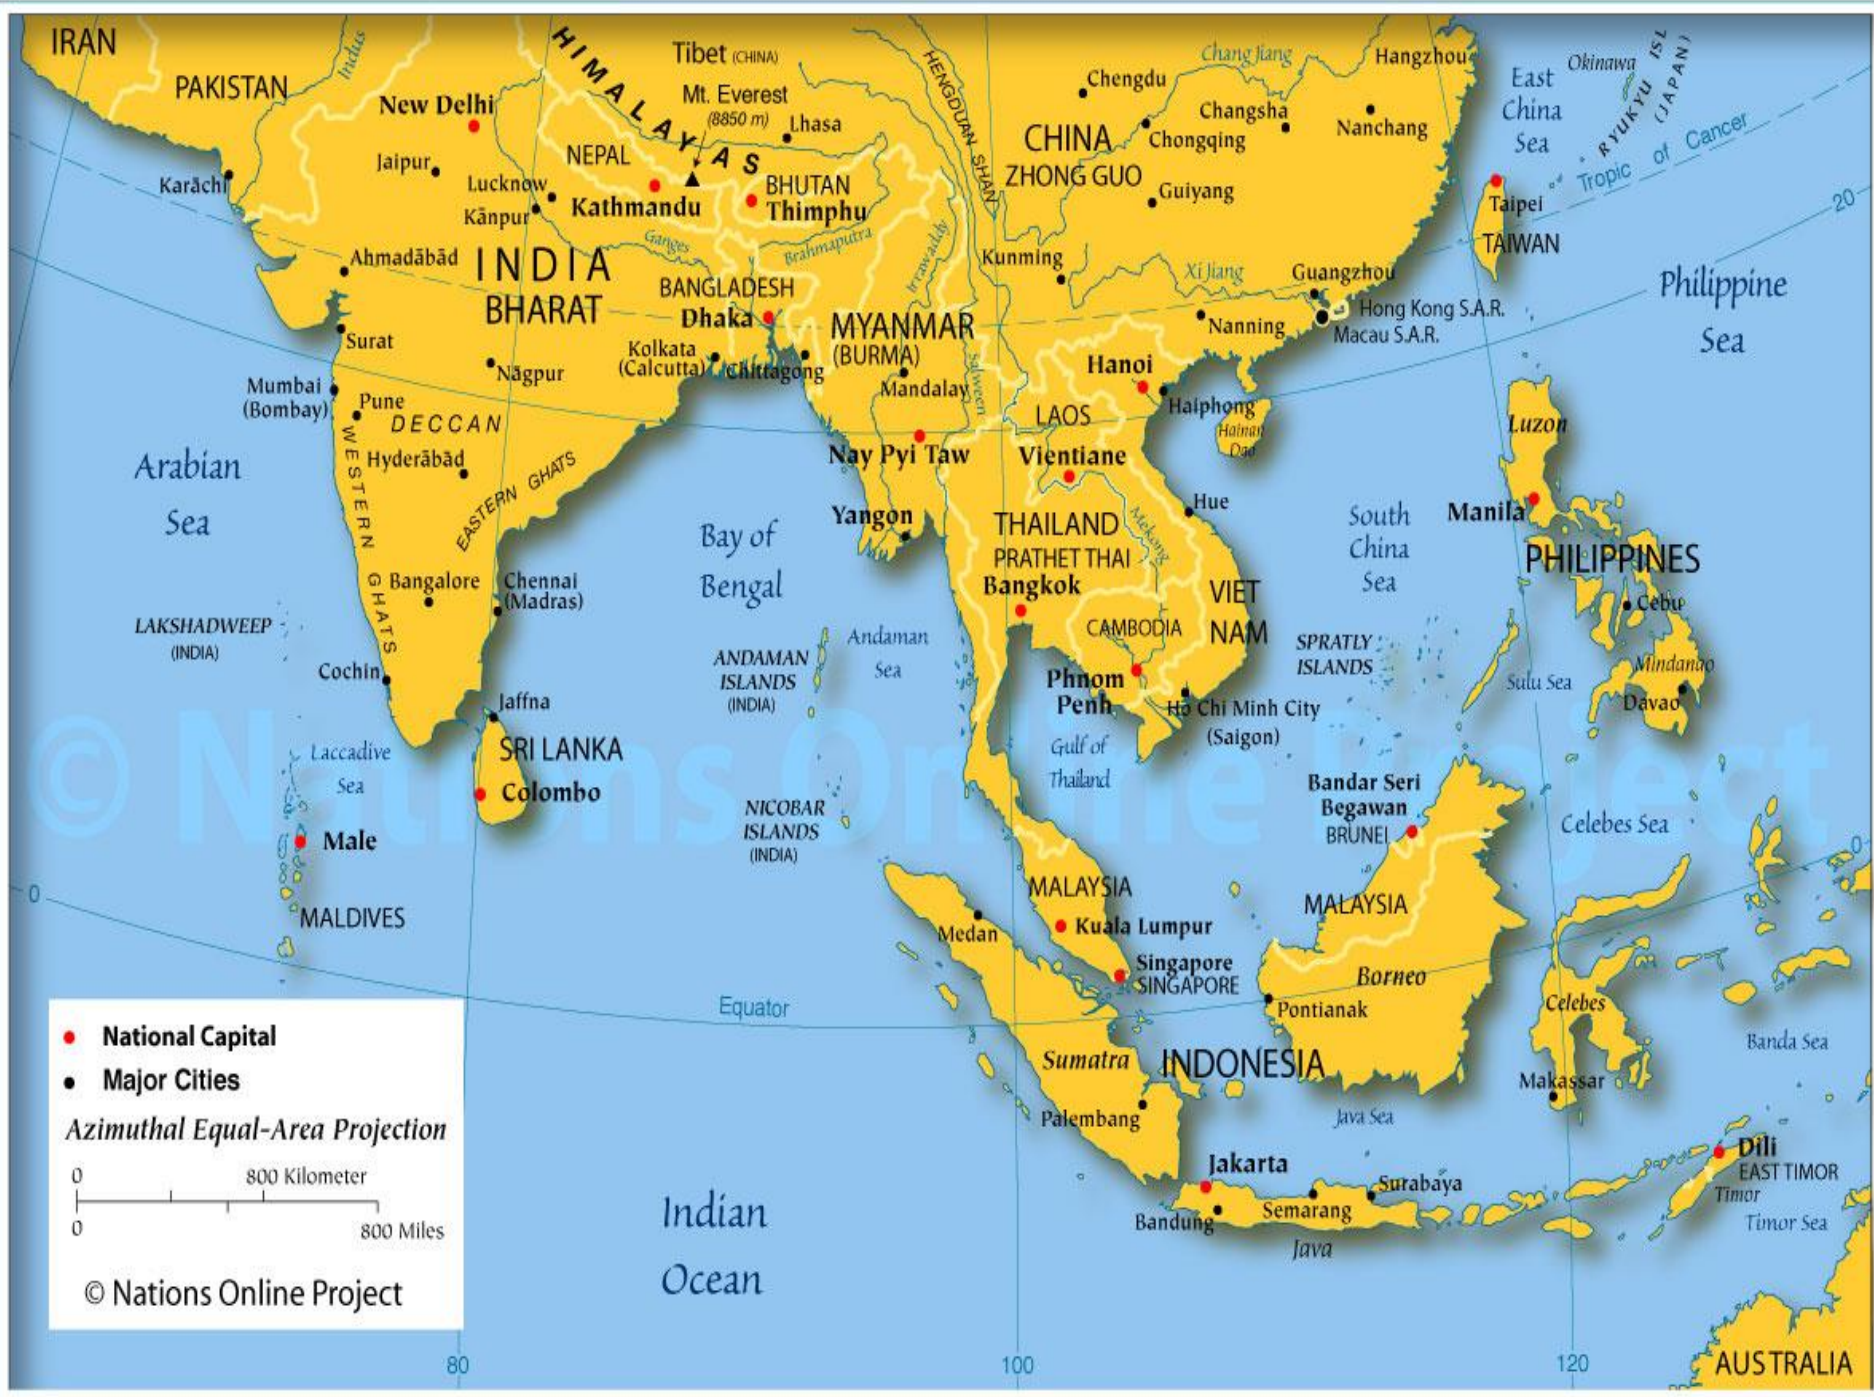 IRAN
PAKISTAN
Indus
HIMALAYAS
Tibet (CHINA)
Mt. Everest
(8850 m)
Lhasa
HENGDUAN SHAN
Chengdu
Chang Jiang
Hangzhou
Changsha
Chongqing
Nanchang
CHINA
ZHONG GUO
Guiyang
East
China
Sea
Okinawa
RYUKYU ISL
(JAPAN)
Tropic of Cancer
20
New Delhi
Jaipur
Lucknow
Kānpur
NEPAL
Kathmandu
BHUTAN
Thimphu
Karāchi
Ahmadābād
INDIA
BHARAT
Ganges
Brahmaputra
Irrawaddy
Kunming
Xi Jiang
Guangzhou
Hong Kong S.A.R.
Macau S.A.R.
Nanning
Taipei
TAIWAN
Philippine
Sea
BANGLADESH
Dhaka
Surat
Nāgpur
Kolkata
(Calcutta)
Chittagong
MYANMAR
(BURMA)
Mandalay
Salween
Hanoi
Haiphong
Hainan
Dao
LAOS
Mumbai
(Bombay)
Pune
DECCAN
Hyderābād
WESTERN GHATS
EASTERN GHATS
Nay Pyi Taw
Vientiane
Luzon
Arabian
Sea
Yangon
Bay of
Bengal
THAILAND
PRATHET THAI
Bangkok
Mekong
Hue
South
China
Sea
Manila
PHILIPPINES
Bangalore
Chennai
(Madras)
VIET
NAM
CAMBODIA
Cebu
LAKSHADWEEP
(INDIA)
Cochin
ANDAMAN
ISLANDS
(INDIA)
Andaman
Sea
Phnom
Penh
Ho Chi Minh City
(Saigon)
SPRATLY
ISLANDS
Sulu Sea
Mindanao
Davao
Jaffna
SRI LANKA
Colombo
Laccadive
Sea
Gulf of
Thailand
© Nations Online Project
NICOBAR
ISLANDS
(INDIA)
Bandar Seri
Begawan
BRUNEI
Celebes Sea
Male
MALDIVES
0
0
MALAYSIA
Kuala Lumpur
MALAYSIA
Medan
Singapore
SINGAPORE
Borneo
Pontianak
Celebes
Equator
Sumatra
INDONESIA
Banda Sea
Makassar
Palembang
Java Sea
Jakarta
Bandung
Semarang
Surabaya
Java
Dili
EAST TIMOR
Timor
Timor Sea
Indian
Ocean
AUSTRALIA
National Capital
Major Cities
Azimuthal Equal-Area Projection
0 800 Kilometer
0 800 Miles
© Nations Online Project
80
100
120